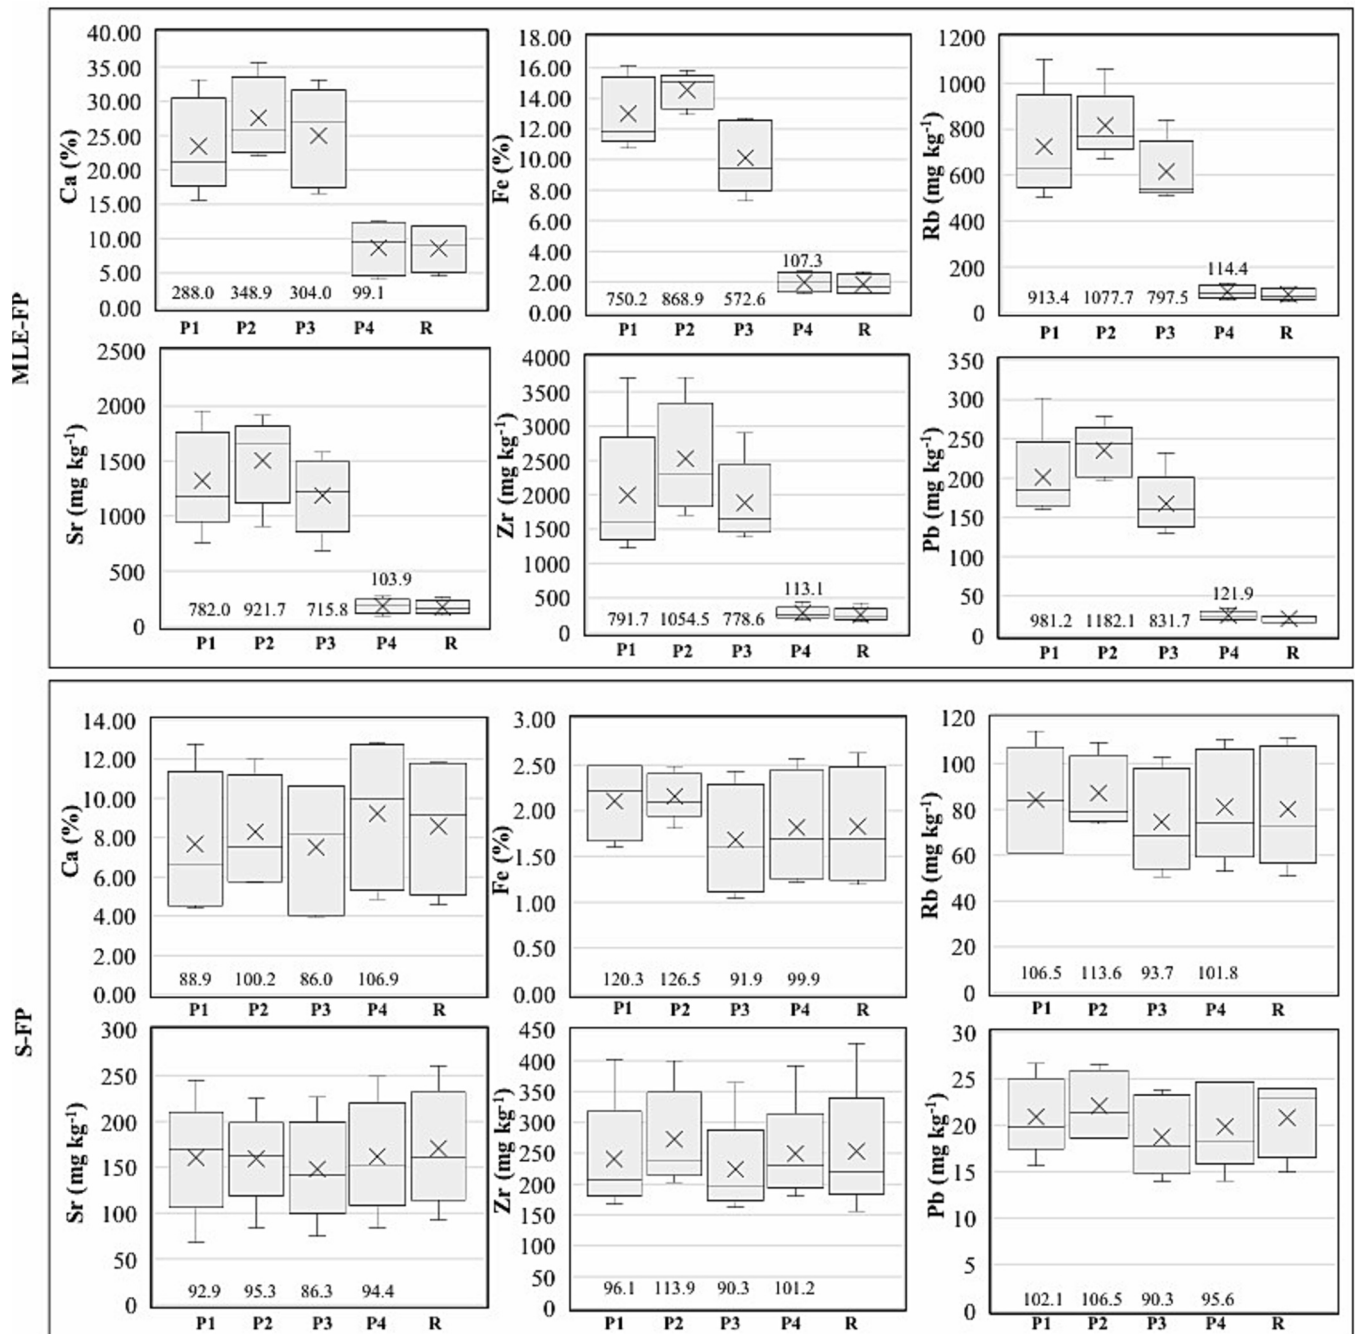 MLE-FP
Ca (%)
40.00
35.00
30.00
25.00
20.00
15.00
10.00
5.00
0.00
288.0 348.9 304.0 99.1
P1 P2 P3 P4 R
Fe (%)
18.00
16.00
14.00
12.00
10.00
8.00
6.00
4.00
2.00
0.00
107.3
750.2 868.9 572.6
P1 P2 P3 P4 R
Rb (mg kg-1)
1200
1000
800
600
400
200
0
114.4
913.4 1077.7 797.5
P1 P2 P3 P4 R
Sr (mg kg-1)
2500
2000
1500
1000
500
0
103.9
782.0 921.7 715.8
P1 P2 P3 P4 R
Zr (mg kg-1)
4000
3500
3000
2500
2000
1500
1000
500
0
113.1
791.7 1054.5 778.6
P1 P2 P3 P4 R
Pb (mg kg-1)
350
300
250
200
150
100
50
0
121.9
981.2 1182.1 831.7
P1 P2 P3 P4 R
S-FP
Ca (%)
14.00
12.00
10.00
8.00
6.00
4.00
2.00
0.00
88.9 100.2 86.0 106.9
P1 P2 P3 P4 R
Fe (%)
3.00
2.50
2.00
1.50
1.00
0.50
0.00
120.3 126.5 91.9 99.9
P1 P2 P3 P4 R
Rb (mg kg-1)
120
100
80
60
40
20
0
106.5 113.6 93.7 101.8
P1 P2 P3 P4 R
Sr (mg kg-1)
300
250
200
150
100
50
0
92.9 95.3 86.3 94.4
P1 P2 P3 P4 R
Zr (mg kg-1)
450
400
350
300
250
200
150
100
50
0
96.1 113.9 90.3 101.2
P1 P2 P3 P4 R
Pb (mg kg-1)
30
25
20
15
10
5
0
102.1 106.5 90.3 95.6
P1 P2 P3 P4 R